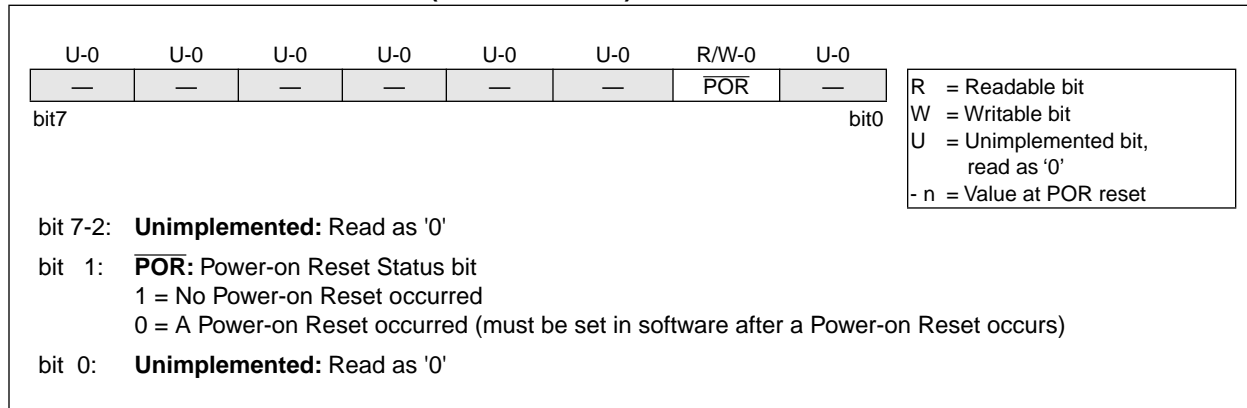 U-0 U-0 U-0 U-0 U-0 U-0 R/W-0 U-0
— — — — — — P̅O̅R̅ —
bit7 bit0
R = Readable bit
W = Writable bit
U = Unimplemented bit,
read as ‘0’
- n = Value at POR reset
bit 7-2: Unimplemented: Read as '0'
bit 1: P̅O̅R̅: Power-on Reset Status bit
1 = No Power-on Reset occurred
0 = A Power-on Reset occurred (must be set in software after a Power-on Reset occurs)
bit 0: Unimplemented: Read as '0'